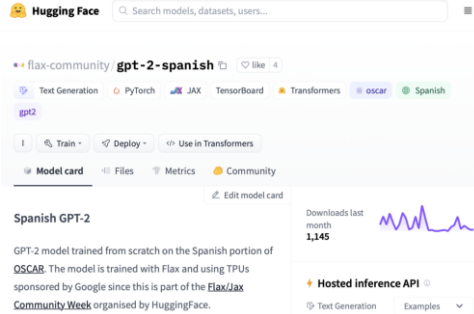 Hugging Face
Search models, datasets, users...
flax-community/gpt-2-spanish
like 4
Text Generation PyTorch JAX TensorBoard Transformers oscar Spanish
gpt2
Train Deploy </> Use in Transformers
Model card Files Metrics Community
Edit model card
Spanish GPT-2
GPT-2 model trained from scratch on the Spanish portion of
OSCAR. The model is trained with Flax and using TPUs
sponsored by Google since this is part of the Flax/Jax
Community Week organised by HuggingFace.
Downloads last
month
1,145
Hosted inference API
Text Generation Examples